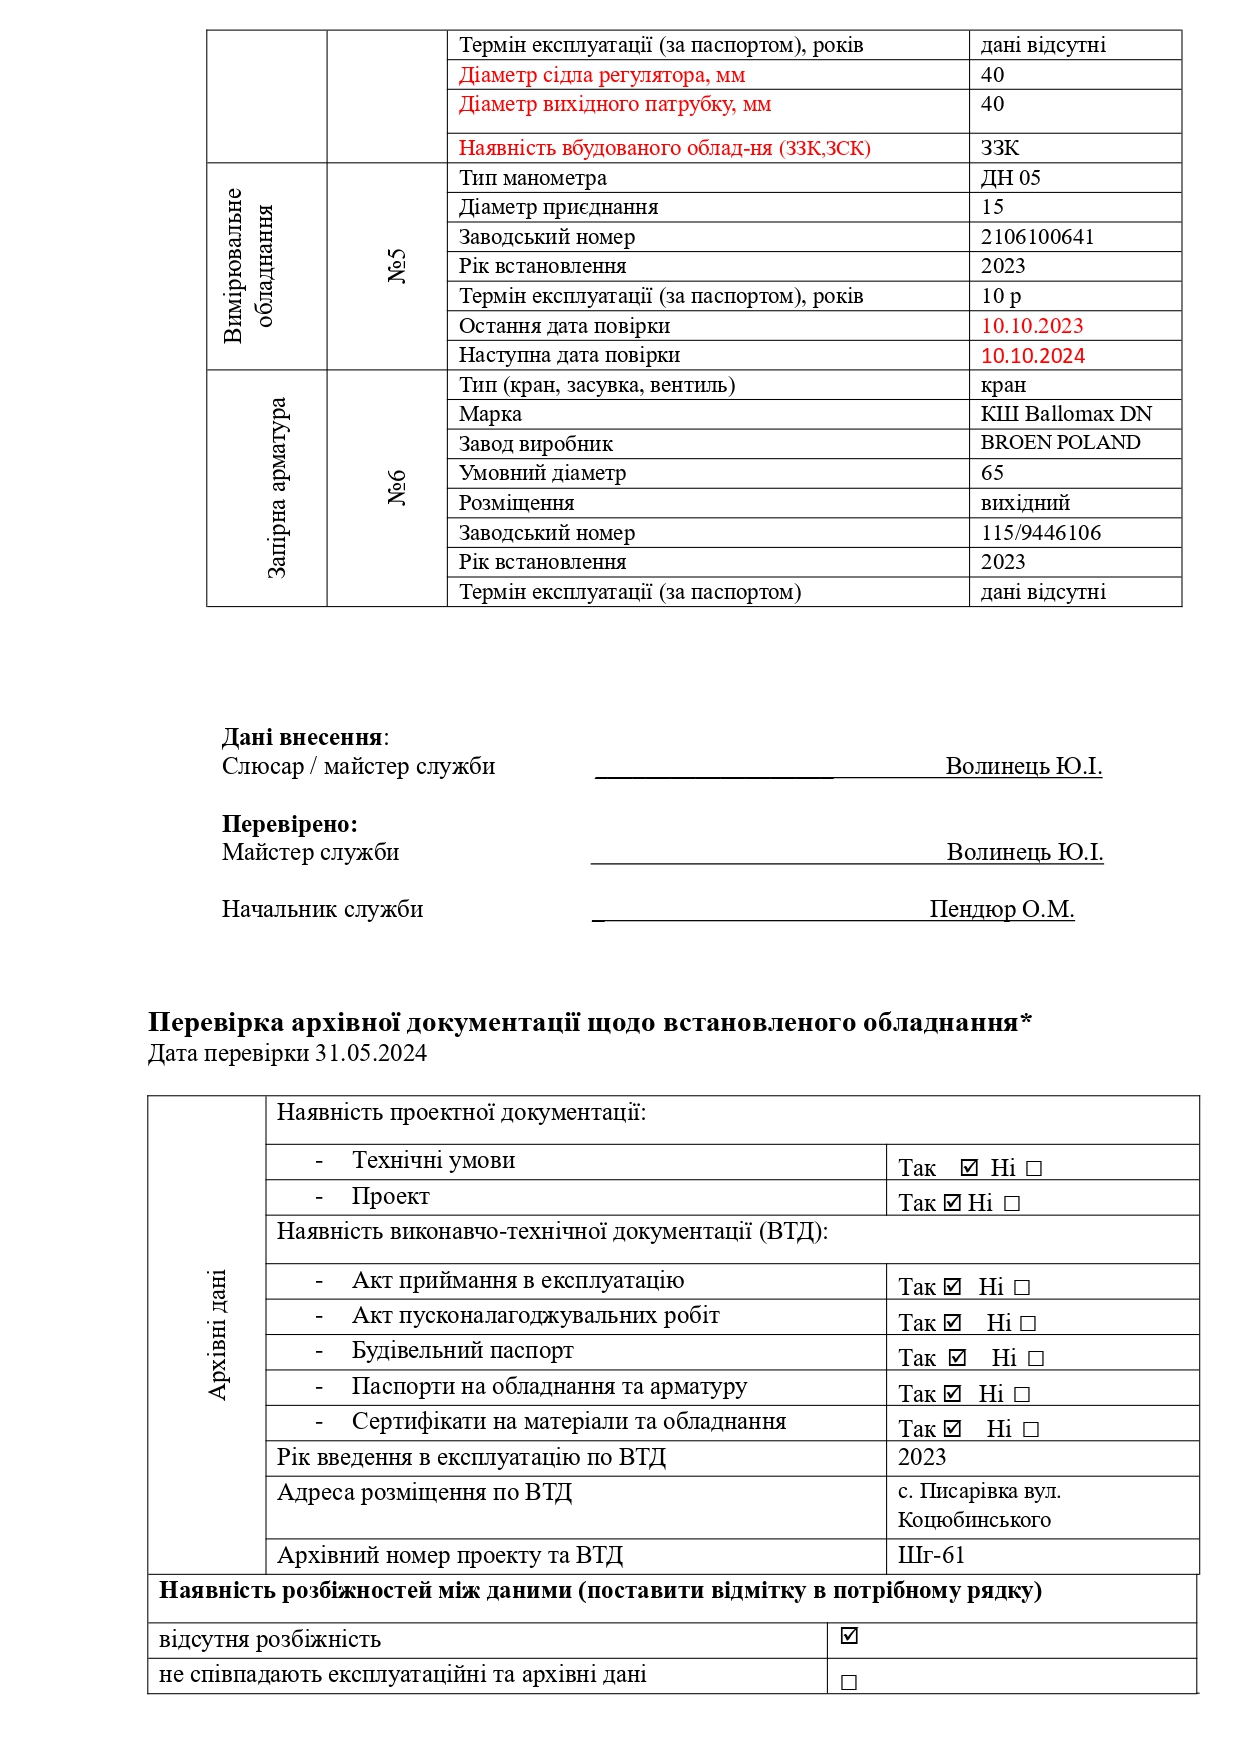 Термін експлуатації (за паспортом), років дані відсутні
Діаметр сідла регулятора, мм 40
Діаметр вихідного патрубку, мм 40
Наявність вбудованого облад-ня (ЗЗК,ЗСК) ЗЗК
Вимірювальне
обладнання
№5
Тип манометра ДН 05
Діаметр приєднання 15
Заводський номер 2106100641
Рік встановлення 2023
Термін експлуатації (за паспортом), років 10 р
Остання дата повірки 10.10.2023
Наступна дата повірки 10.10.2024
Запірна арматура
№6
Тип (кран, засувка, вентиль) кран
Марка КШ Ballomax DN
Завод виробник BROEN POLAND
Умовний діаметр 65
Розміщення вихідний
Заводський номер 115/9446106
Рік встановлення 2023
Термін експлуатації (за паспортом) дані відсутні
Дані внесення:
Слюсар / майстер служби Волинець Ю.І.
Перевірено:
Майстер служби Волинець Ю.І.
Начальник служби Пендюр О.М.
Перевірка архівної документації щодо встановленого обладнання*
Дата перевірки 31.05.2024
Архівні дані
Наявність проектної документації:
- Технічні умови Так ☑ Ні □
- Проект Так ☑ Ні □
Наявність виконавчо-технічної документації (ВТД):
- Акт приймання в експлуатацію Так ☑ Ні □
- Акт пусконалагоджувальних робіт Так ☑ Ні □
- Будівельний паспорт Так ☑ Ні □
- Паспорти на обладнання та арматуру Так ☑ Ні □
- Сертифікати на матеріали та обладнання Так ☑ Ні □
Рік введення в експлуатацію по ВТД 2023
Адреса розміщення по ВТД с. Писарівка вул.
Коцюбинського
Архівний номер проекту та ВТД Шг-61
Наявність розбіжностей між даними (поставити відмітку в потрібному рядку)
відсутня розбіжність ☑
не співпадають експлуатаційні та архівні дані □